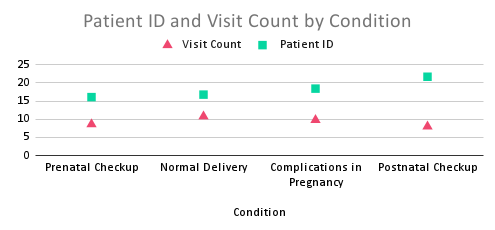 Patient ID and Visit Count by Condition
Visit Count Patient ID
25
20
15
10
5
0
Prenatal Checkup Normal Delivery Complications in Pregnancy Postnatal Checkup
Condition